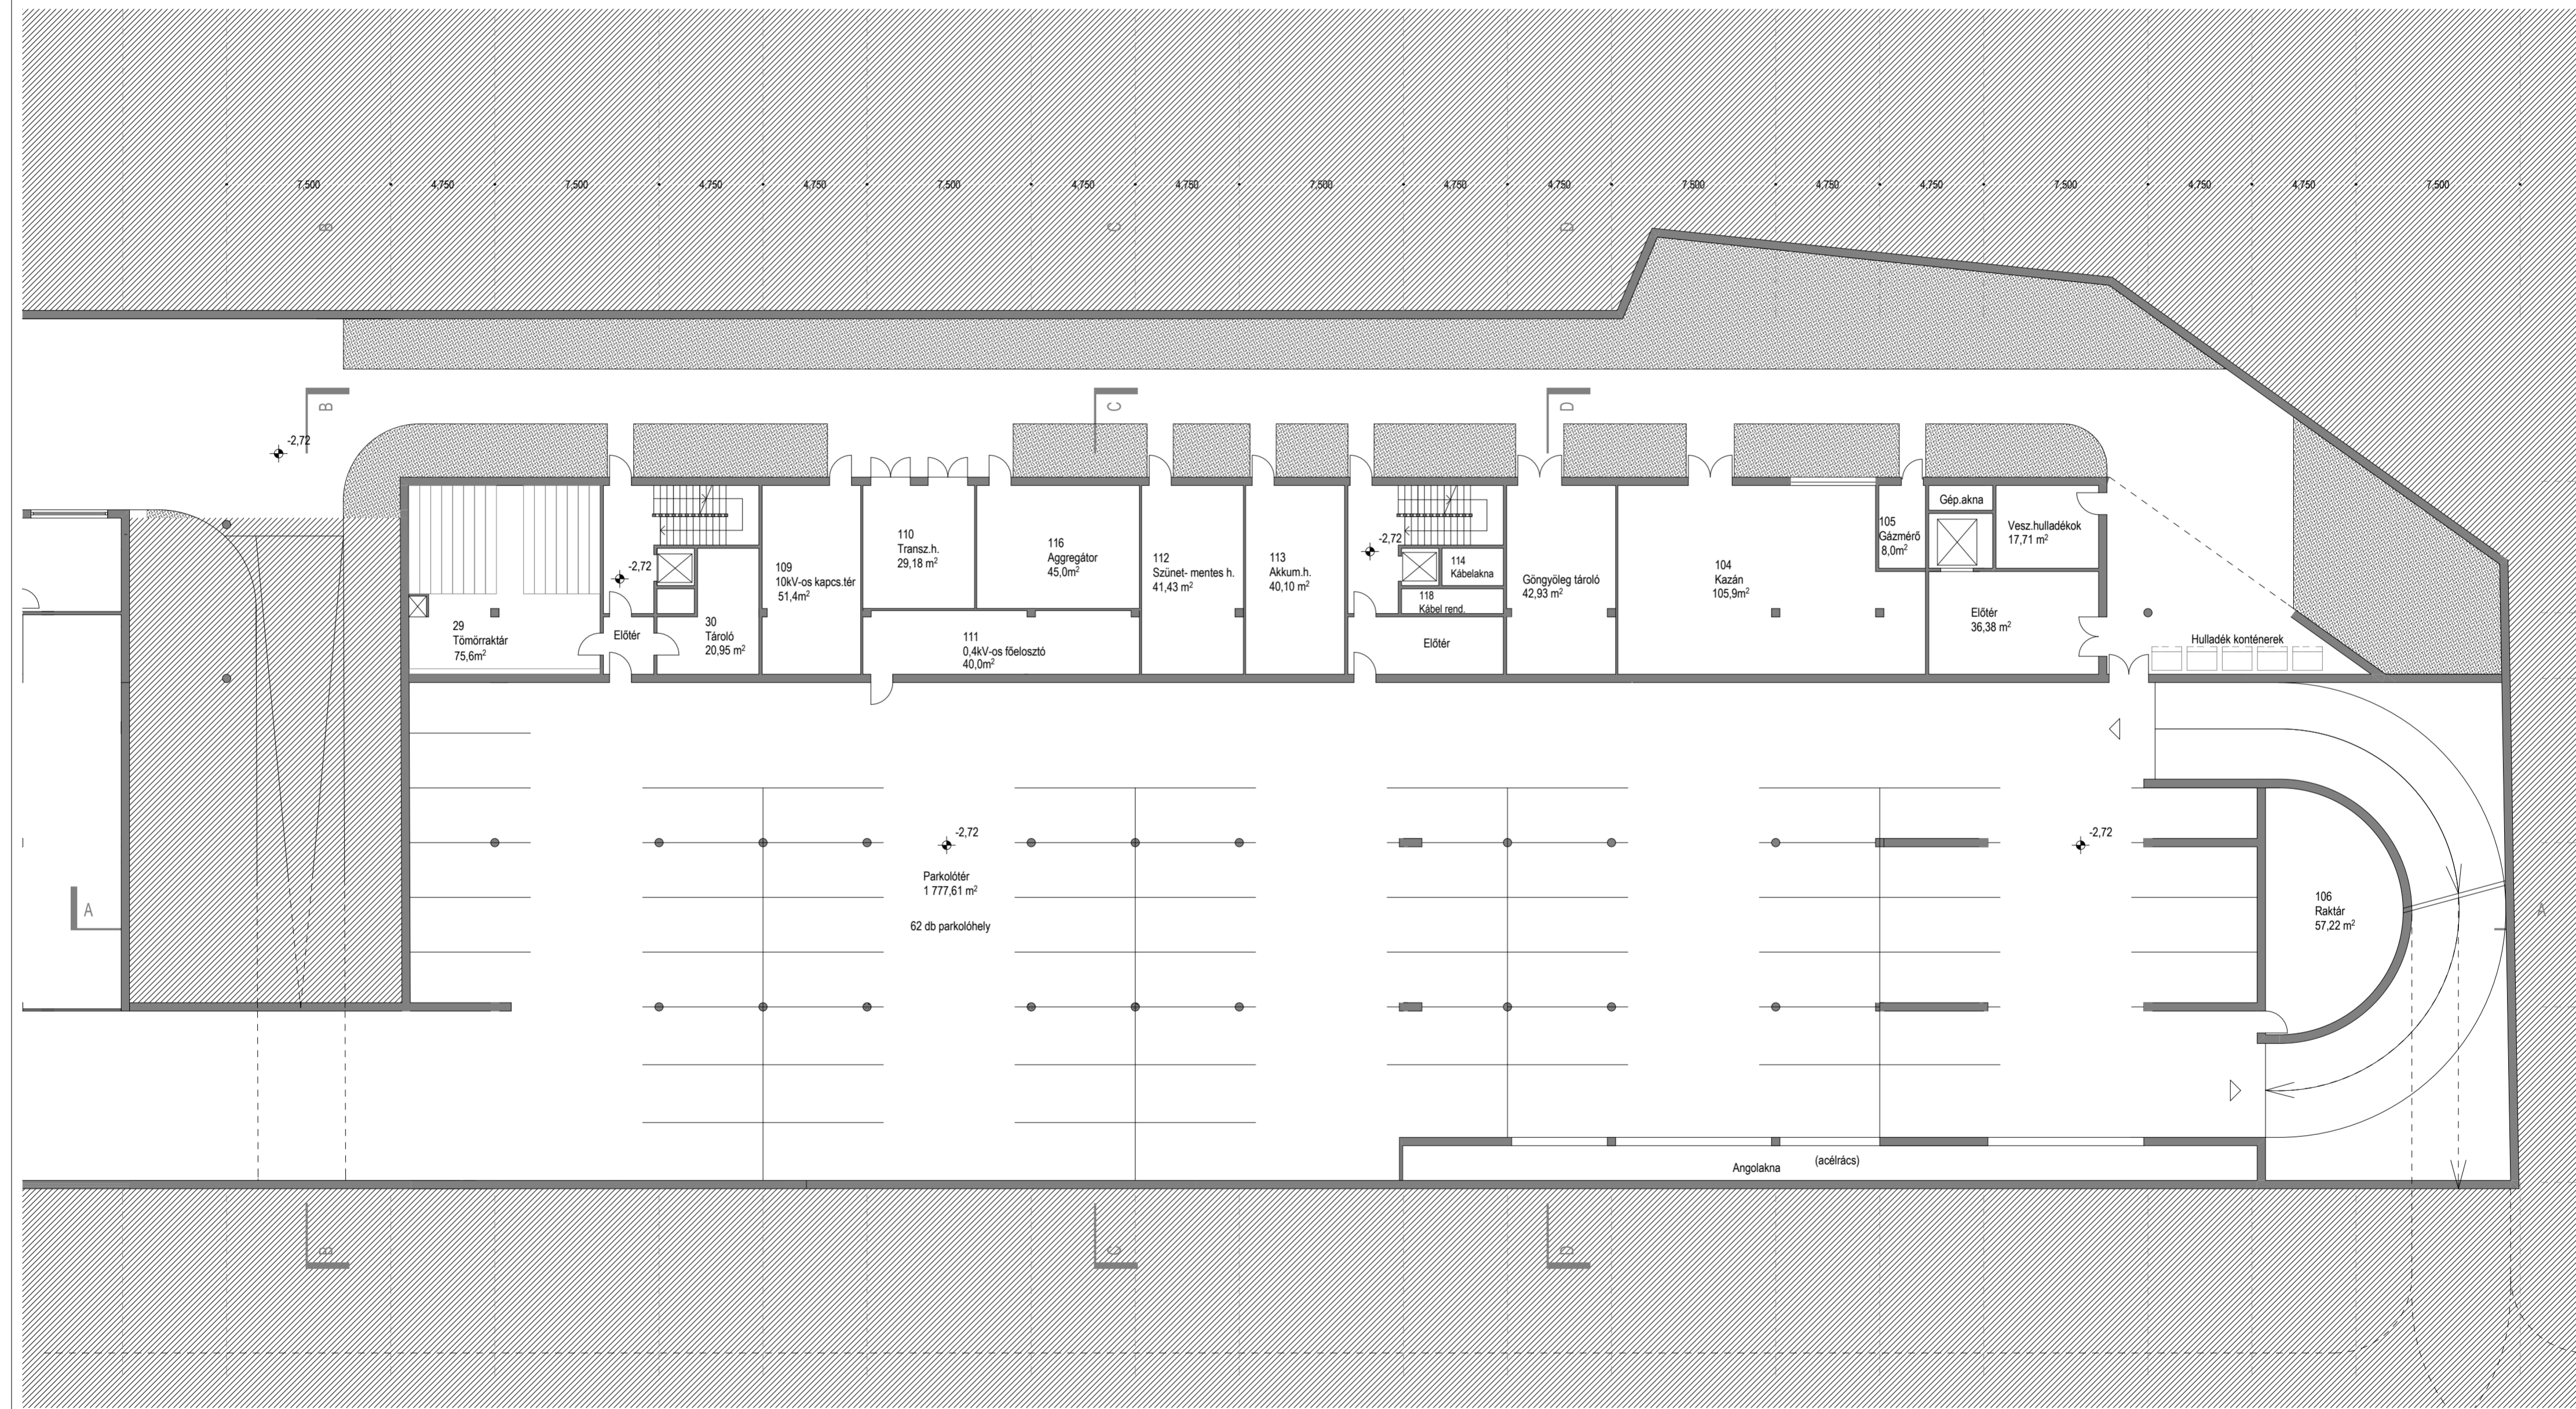 7,500 4,750 7,500 4,750 4,750 7,500 4,750 4,750 7,500 4,750 4,750 7,500 4,750 4,750 7,500 4,750 4,750 7,500
B C D
B C D
-2,72
29
Tömörraktár
75,6m²
-2,72
Előtér
30
Tároló
20,95 m²
109
10kV-os kapcs.tér
51,4m²
110
Transz.h.
29,18 m²
116
Aggregátor
45,0m²
111
0,4kV-os főelosztó
40,0m²
112
Szünet- mentes h.
41,43 m²
113
Akkum.h.
40,10 m²
-2,72
114
Kábelakna
118
Kábel rend.
Előtér
Göngyöleg tároló
42,93 m²
104
Kazán
105,9m²
105
Gázmérő
8,0m²
Gép.akna
Vesz.hulladékok
17,71 m²
Előtér
36,38 m²
Hulladék konténerek
-2,72
-2,72
Parkolótér
1 777,61 m²
62 db parkolóhely
106
Raktár
57,22 m²
A
A
Angolakna
(acélrács)
B C D